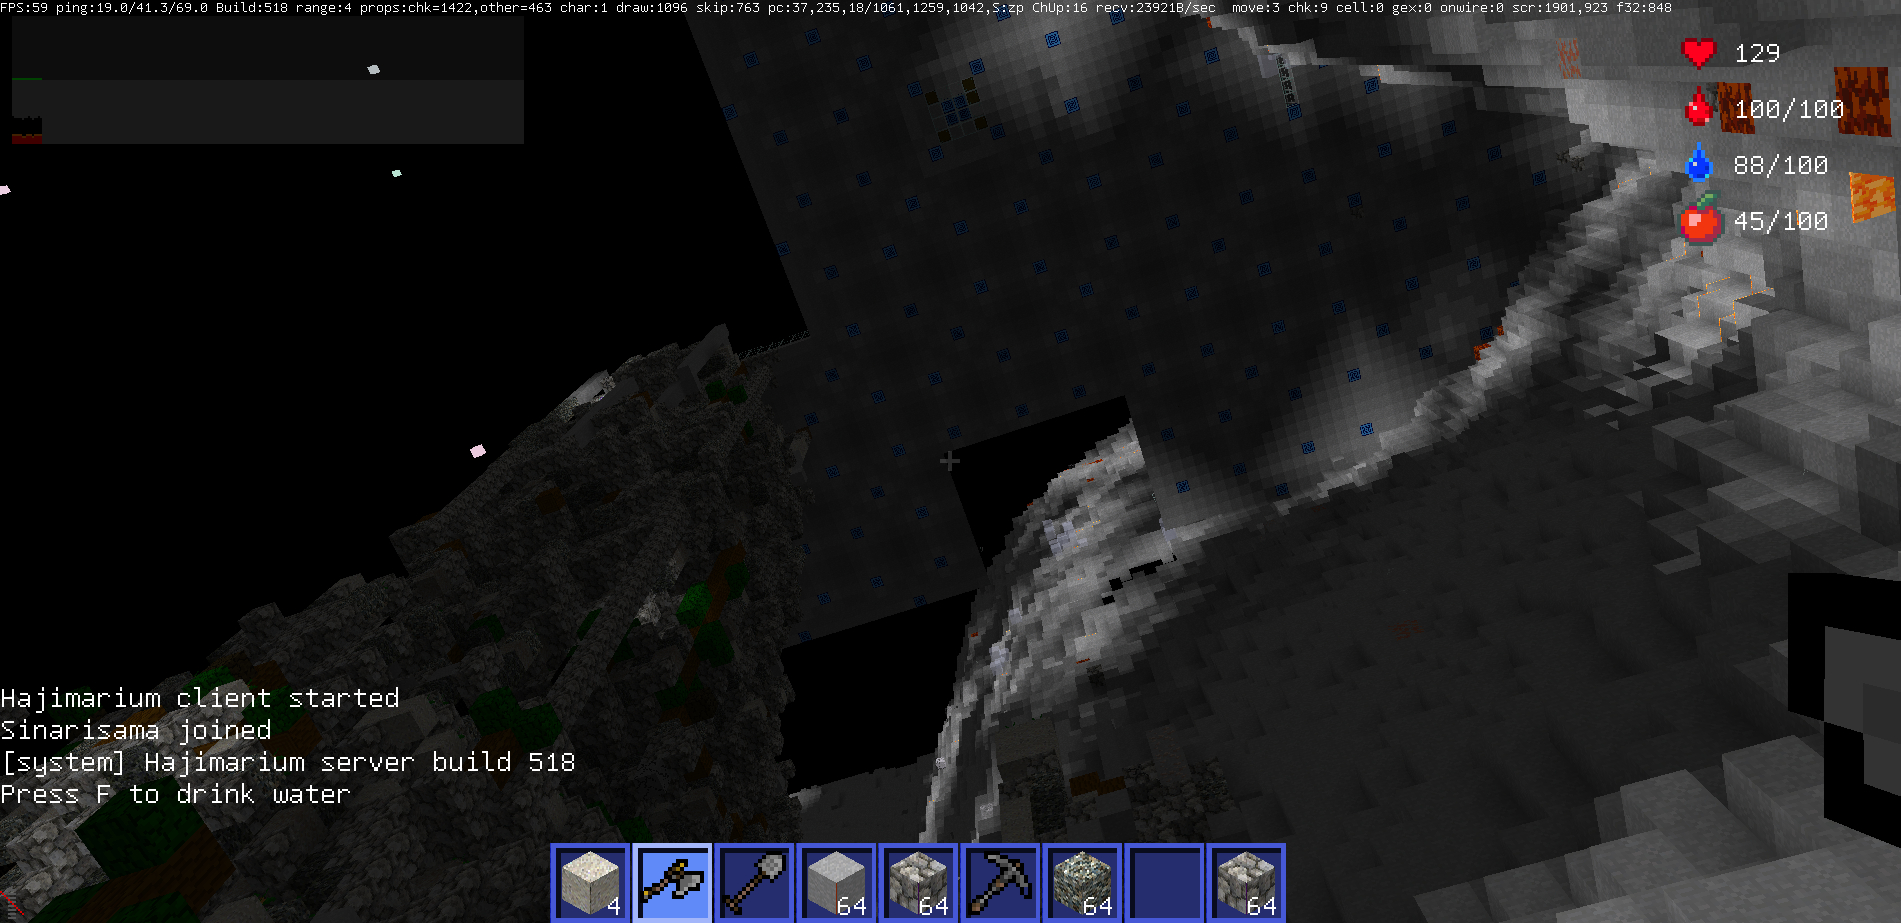 FPS:59 ping:19.0/41.3/69.0 Build:518 range:4 props:chk=1422,other=463 char:1 draw:1096 skip:763 pc:37,235,18/1061,1259,1042,S:zp ChUp:16 recv:23921B/sec  move:3 chk:9 cell:0 gex:0 onwire:0 scr:1901,923 f32:848
129
100/100
88/100
45/100
Hajimarium client started
Sinarisama joined
[system] Hajimarium server build 518
Press F to drink water
4 64 64 64 64